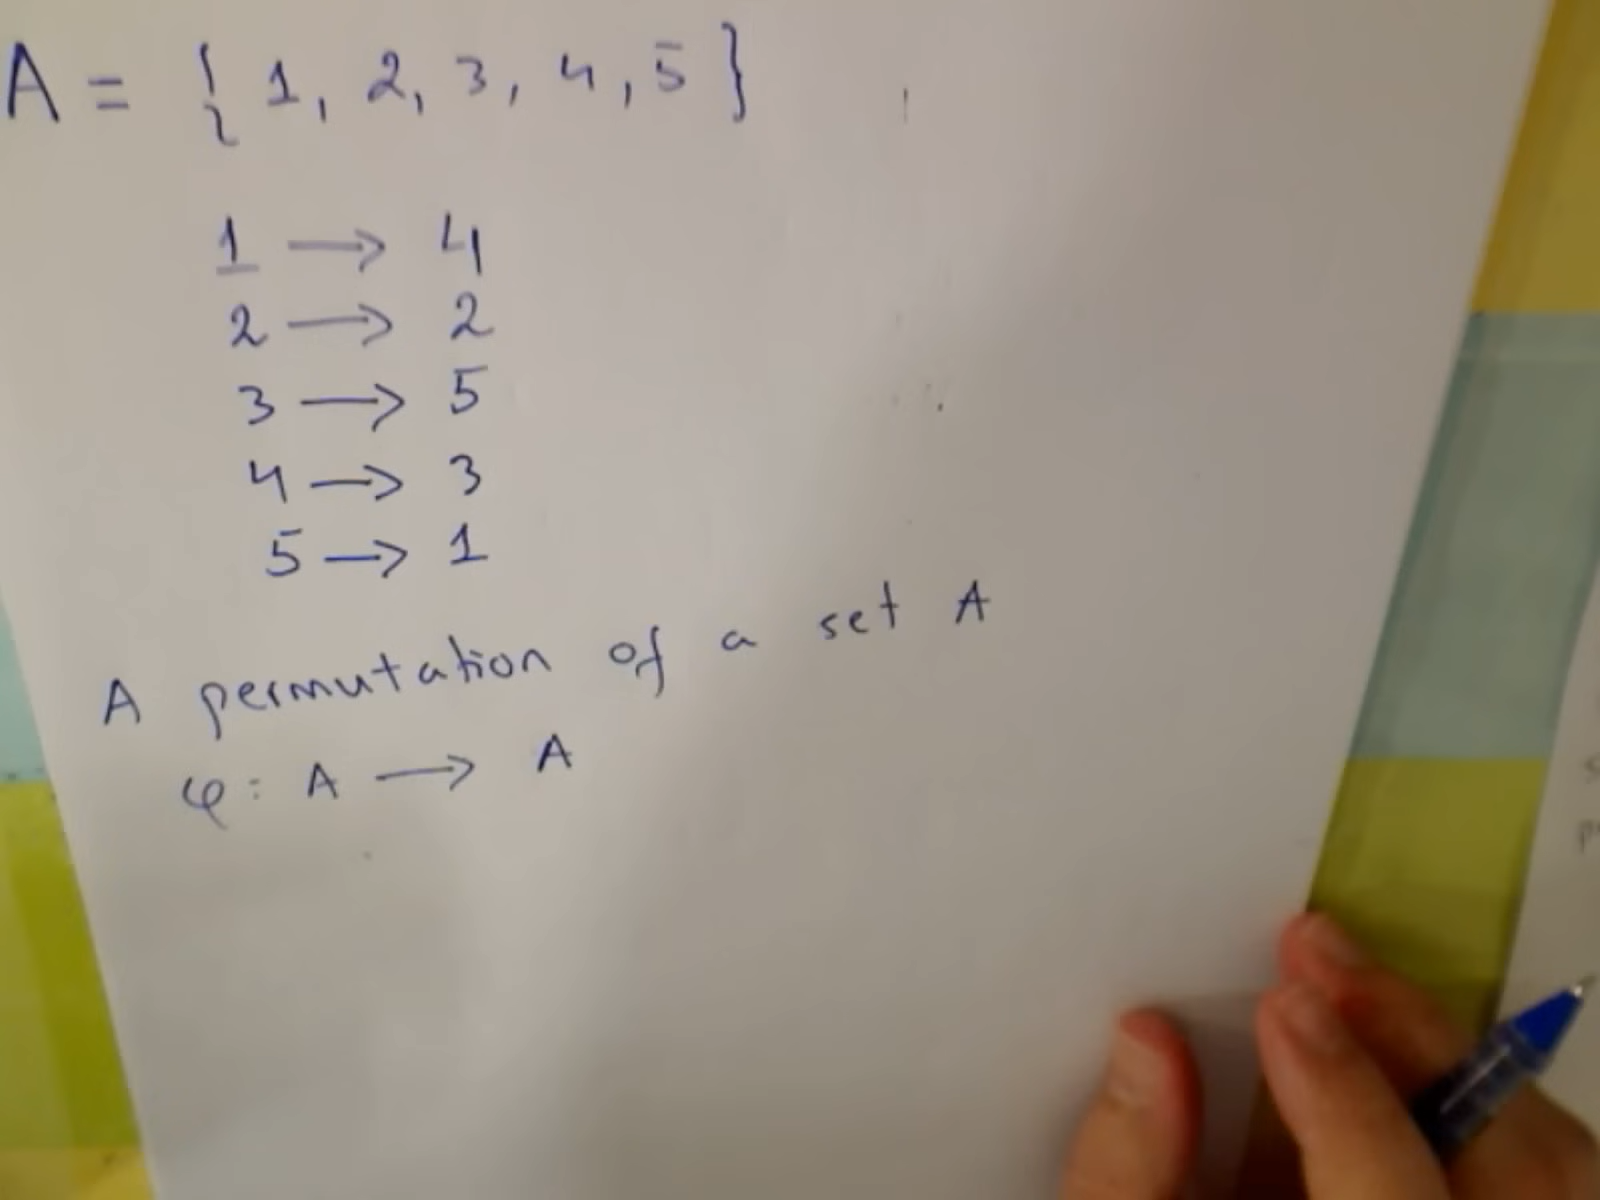 A = { 1, 2, 3, 4, 5 }
1 → 4
2 → 2
3 → 5
4 → 3
5 → 1
A permutation of a set A
φ: A → A